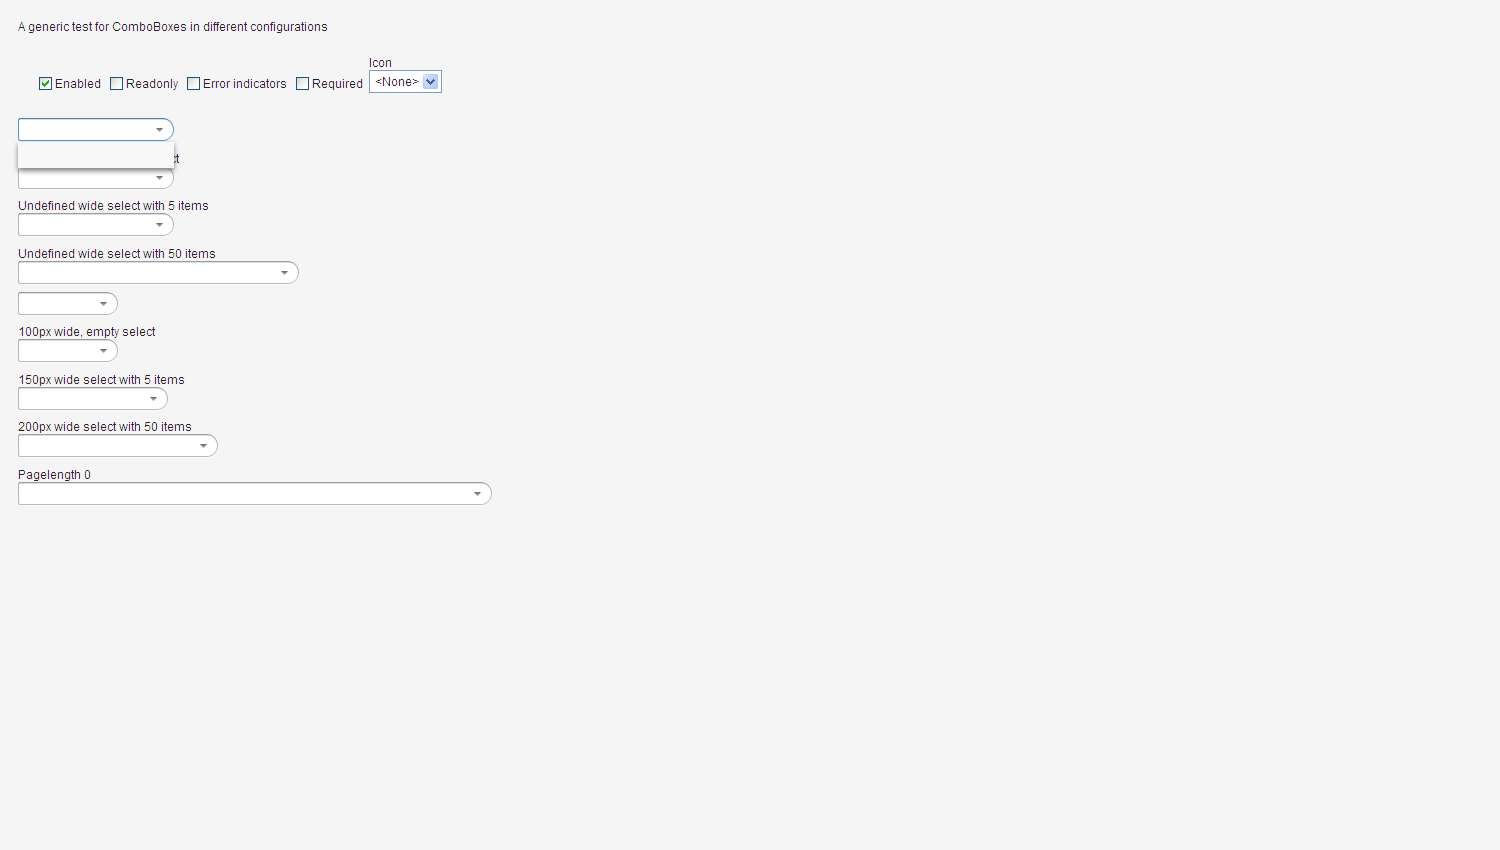 A generic test for ComboBoxes in different configurations
Icon
Enabled Readonly Error indicators Required <None>
Undefined wide select with 5 items
Undefined wide select with 50 items
100px wide, empty select
150px wide select with 5 items
200px wide select with 50 items
Pagelength 0